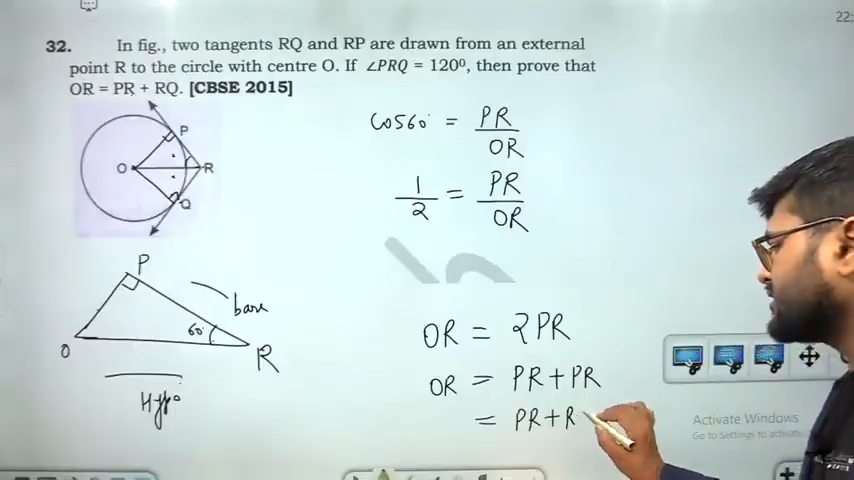 22:
32. In fig., two tangents RQ and RP are drawn from an external
point R to the circle with centre O. If ∠PRQ = 120⁰, then prove that
OR = PR + RQ. [CBSE 2015]
P
O
R
Q
P
base
60°
O
R
Hypo
cos60° = PR/OR
1/2 = PR/OR
OR = 2PR
OR = PR+PR
= PR+R
Activate Windows
Go to Settings to activate